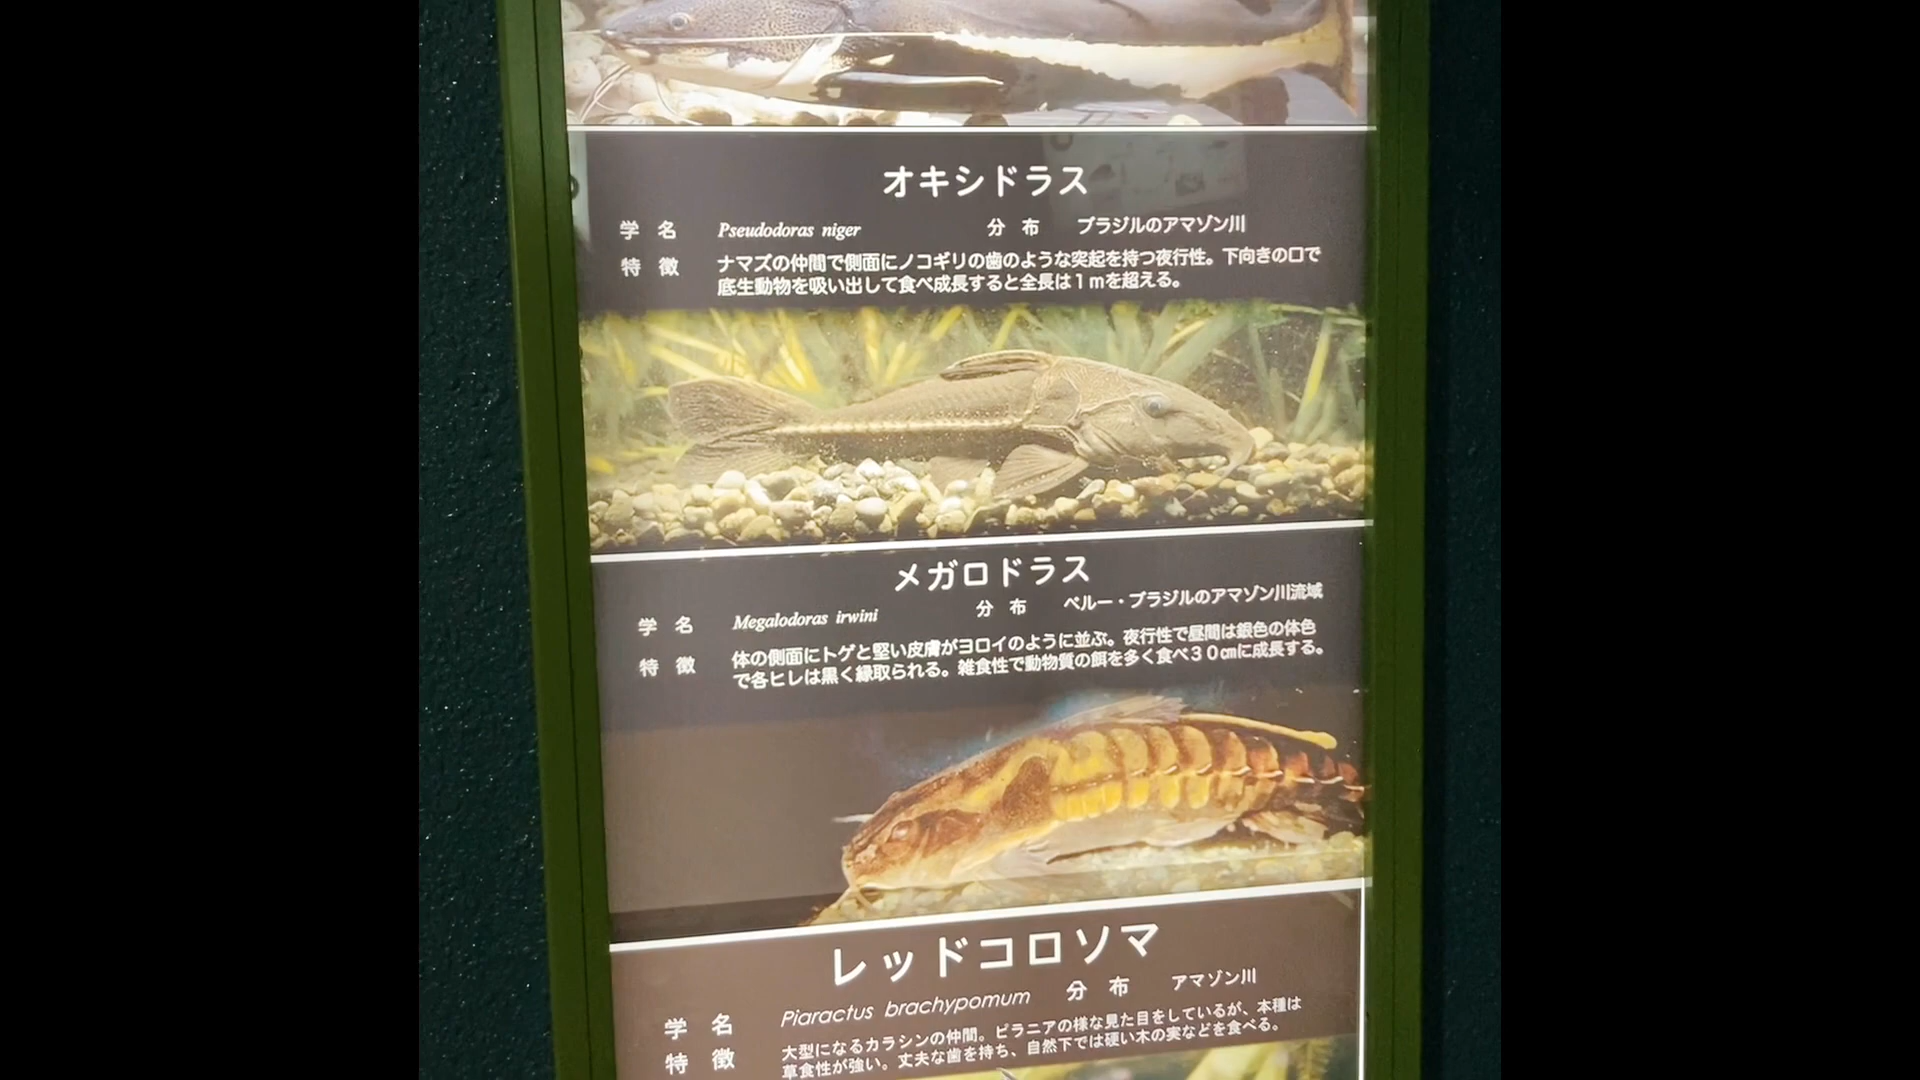 オキシドラス
学名 Pseudodoras niger 分布 ブラジルのアマゾン川
特徴 ナマズの仲間で側面にノコギリの歯のような突起を持つ夜行性。下向きの口で
底生動物を吸い出して食べ成長すると全長は1mを超える。
メガロドラス
学名 Megalodoras irwini 分布 ペルー・ブラジルのアマゾン川流域
特徴 体の側面にトゲと堅い皮膚がヨロイのように並ぶ。夜行性で昼間は銀色の体色
で各ヒレは黒く縁取られる。雑食性で動物質の餌を多く食べ30㎝に成長する。
レッドコロソマ
学名 Piaractus brachypomum 分布 アマゾン川
特徴 大型になるカラシンの仲間。ピラニアの様な見た目をしているが、本種は
草食性が強い。丈夫な歯を持ち、自然下では硬い木の実などを食べる。